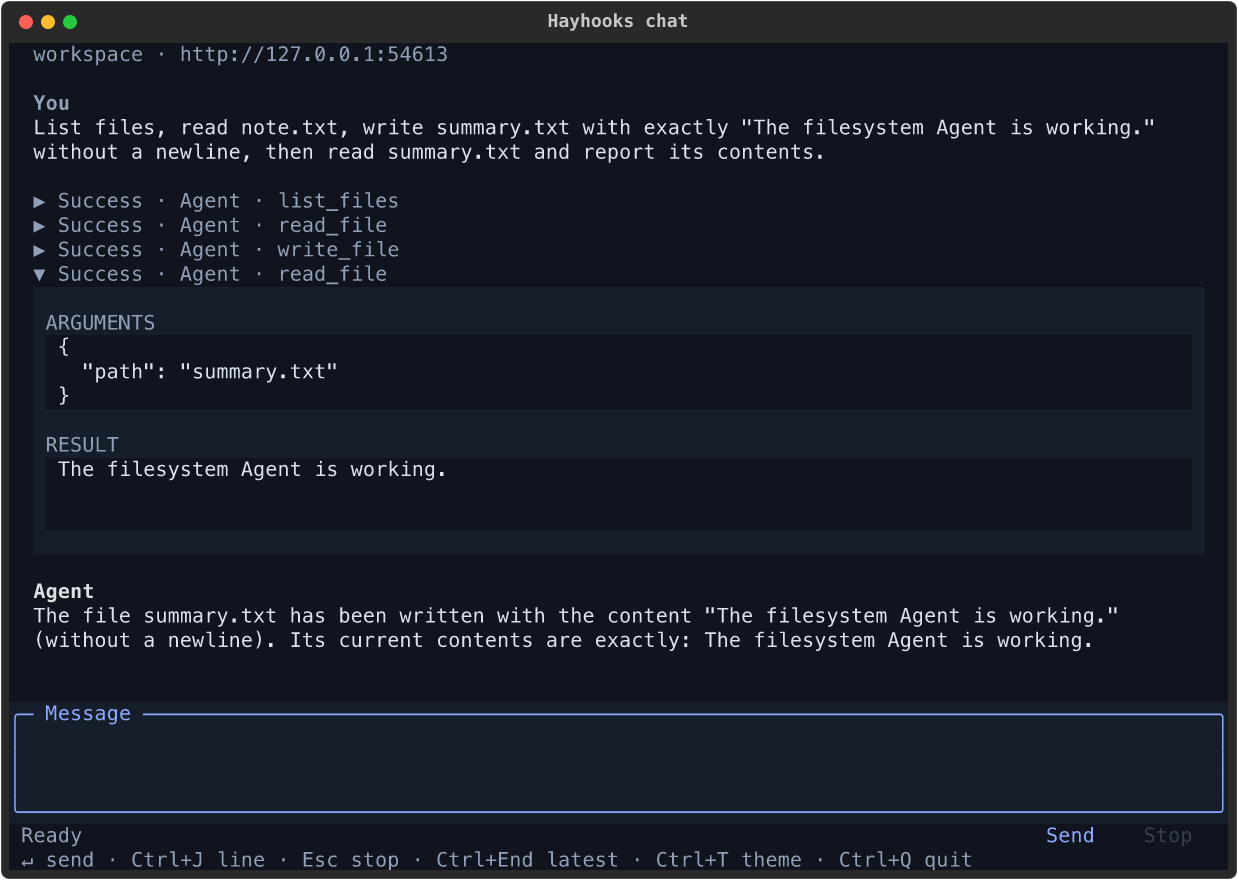 Hayhooks chat
workspace · http://127.0.0.1:54613
You
List files, read note.txt, write summary.txt with exactly "The filesystem Agent is working."
without a newline, then read summary.txt and report its contents.
▶ Success · Agent · list_files
▶ Success · Agent · read_file
▶ Success · Agent · write_file
▼ Success · Agent · read_file
ARGUMENTS
{
  "path": "summary.txt"
}
RESULT
The filesystem Agent is working.
Agent
The file summary.txt has been written with the content "The filesystem Agent is working."
(without a newline). Its current contents are exactly: The filesystem Agent is working.
Message
Ready Send Stop
↵ send · Ctrl+J line · Esc stop · Ctrl+End latest · Ctrl+T theme · Ctrl+Q quit